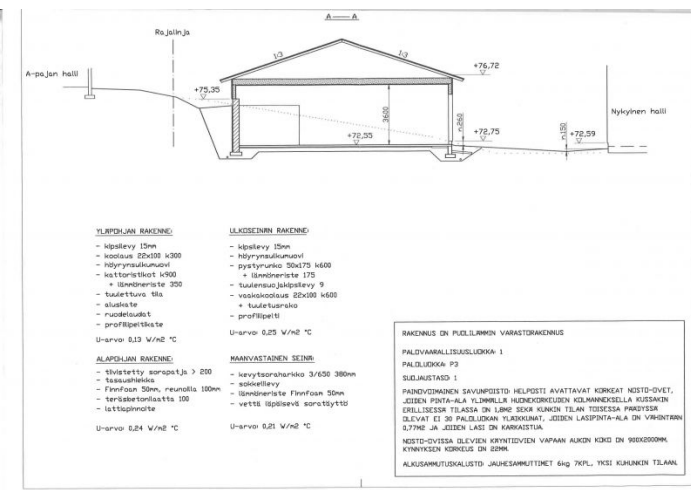 A — A
Rajalinja
1:3
1:3
+76,72
A-pajan halli
+75,35
3600
n.260
Nykyinen halli
+72,55
+72,75
n.150
+72,59
YLÄPOHJAN RAKENNE:
- kipsilevy 15mm
- koolaus 22x100 k300
- höyrynsulkumuovi
- kattoristikot k900
+ lämmöneriste 350
- tuulettuva tila
- aluskate
- ruodelaudat
- profiilipeltikate
U-arvo: 0,13 W/m2 °C
ULKOSEINÄN RAKENNE:
- kipsilevy 15mm
- höyrynsulkumuovi
- pystyrunko 50x175 k600
+ lämmöneriste 175
- tuulensuojakipsilevy 9
- vaakakoolaus 22x100 k600
+ tuuletusrako
- profiilipelti
U-arvo: 0,25 W/m2 °C
ALAPOHJAN RAKENNE:
- tiivistetty sorapatja > 200
- tasaushiekka
- Finnfoam 50mm, reunoilla 100mm
- teräsbetonilaatta 100
- lattiapinnoite
U-arvo: 0,24 W/m2 °C
MAANVASTAINEN SEINÄ:
- kevytsoraharkko 3/650 380mm
- sokkelilevy
- lämmöneriste Finnfoam 50mm
- vettä läpäisevä soratäyttö
U-arvo: 0,21 W/m2 °C
RAKENNUS ON PUOLILÄMMIN VARASTORAKENNUS
PALOVAARALLISUUSLUOKKA: 1
PALOLUOKKA: P3
SUOJAUSTASO: 1
PAINOVOIMAINEN SAVUNPOISTO: HELPOSTI AVATTAVAT KORKEAT NOSTO-OVET,
JOIDEN PINTA-ALA YLIMMÄLLÄ HUONEKORKEUDEN KOLMANNEKSELLA KUSSAKIN
ERILLISESSÄ TILASSA ON 1,8M2 SEKÄ KUNKIN TILAN TOISESSA PÄÄDYSSÄ
OLEVAT EI 30 PALOLUOKAN YLÄIKKUNAT, JOIDEN LASIPINTA-ALA ON VÄHINTÄÄN
0,77M2 JA JOIDEN LASI ON KARKAISTUA.
NOSTO-OVISSA OLEVIEN KÄYNTIOVIEN VAPAAN AUKON KOKO ON 900X2000MM.
KYNNYKSEN KORKEUS ON 22MM.
ALKUSAMMUTUSKALUSTO: JAUHESAMMUTTIMET 6kg 7KPL, YKSI KUHUNKIN TILAAN.